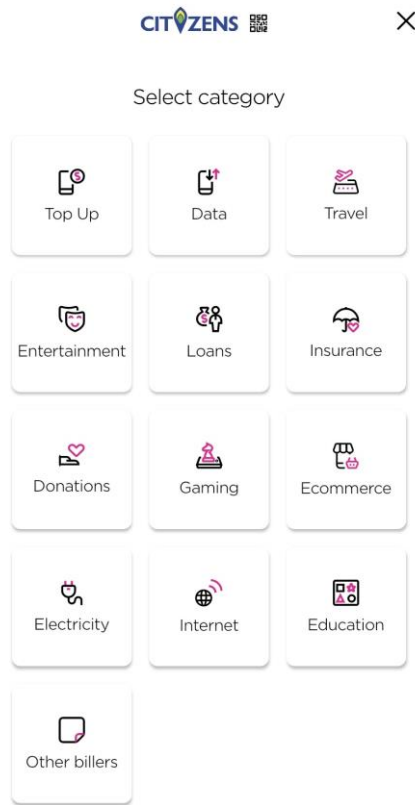 CITIZENS
Select category
Top Up
Data
Travel
Entertainment
Loans
Insurance
Donations
Gaming
Ecommerce
Electricity
Internet
Education
Other billers